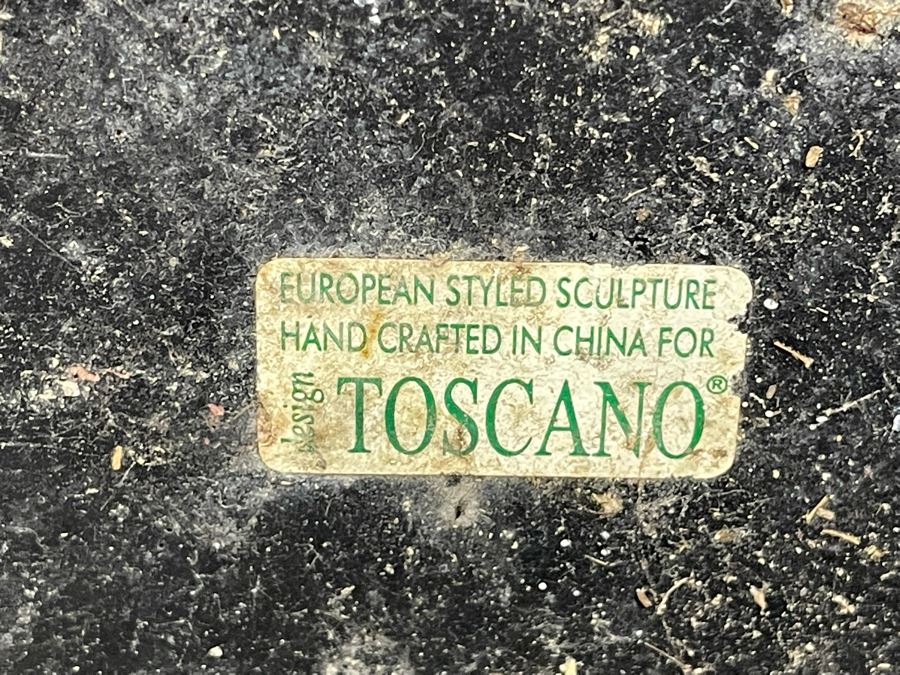 EUROPEAN STYLED SCULPTURE
HAND CRAFTED IN CHINA FOR
design TOSCANO®